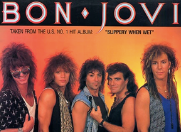 BON • JOVI
TAKEN FROM THE U.S. NO. 1 HIT ALBUM "SLIPPERY WHEN WET"